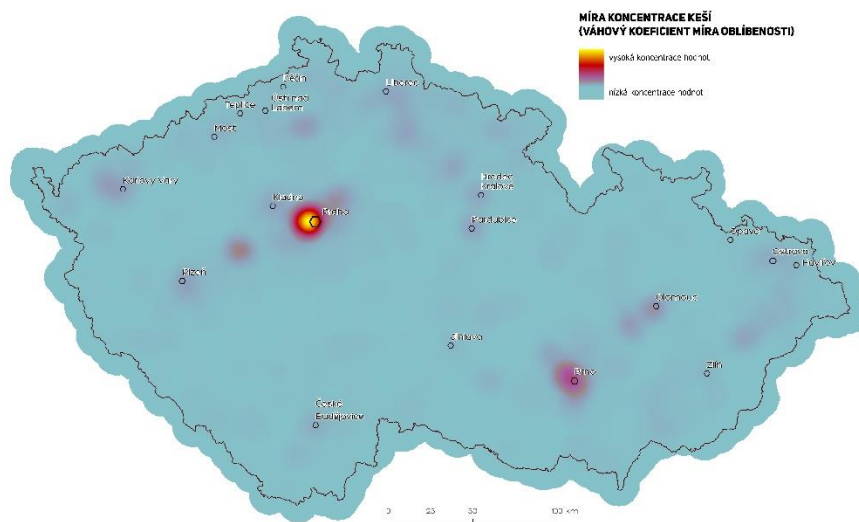 MÍRA KONCENTRACE KEŠÍ
(VÁHOVÝ KOEFICIENT MÍRA OBLÍBENOSTI)
vysoká koncentrace hodnot
nízká koncentrace hodnot
Děčín
Liberec
Teplice
Ústí nad
Labem
Most
Karlovy Vary
Hradec
Králové
Kladno
Praha
Pardubice
Opava
Ostrava
Havířov
Plzeň
Olomouc
Jihlava
Brno
Zlín
České
Budějovice
0 25 50 100 km